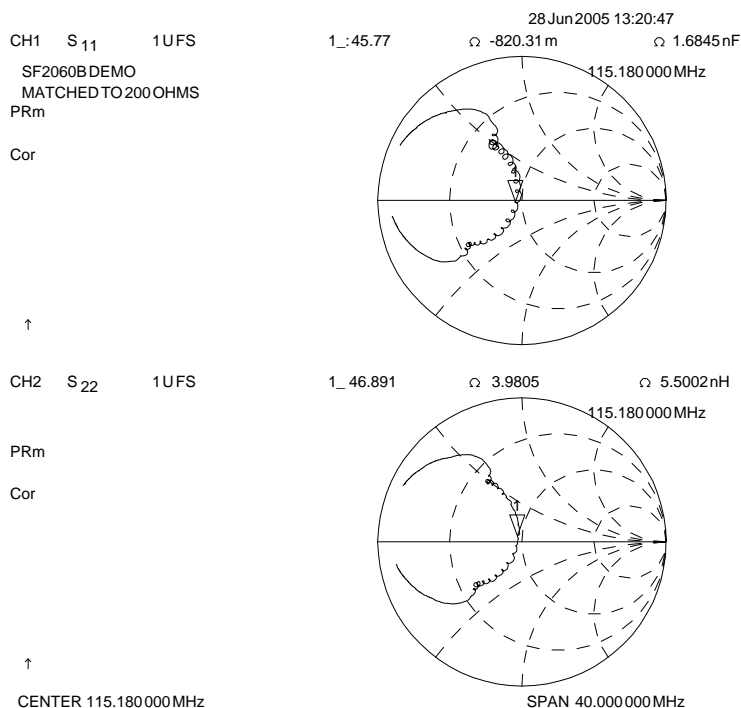 28 Jun 2005 13:20:47
CH1 S 11 1 U FS 1_: 45.77 Ω -820.31 m Ω 1.6845 nF
115.180 000 MHz
SF2060B DEMO
MATCHED TO 200 OHMS
PRm
Cor
↑
CH2 S 22 1 U FS 1_ 46.891 Ω 3.9805 Ω 5.5002 nH
115.180 000 MHz
PRm
Cor
↑
CENTER 115.180 000 MHz SPAN 40.000 000 MHz